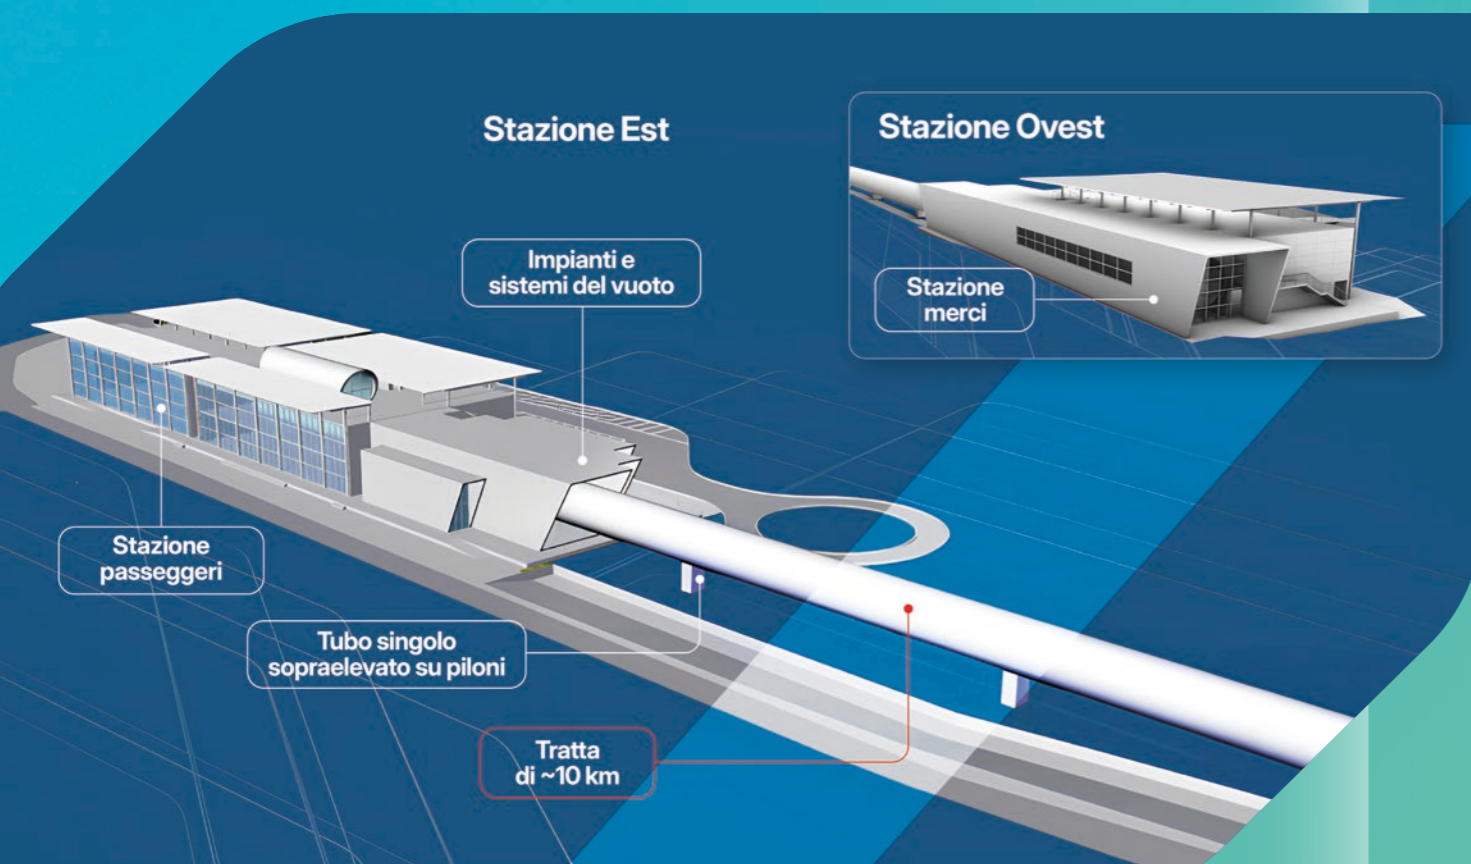 Stazione Est
Stazione Ovest
Impianti e
sistemi del vuoto
Stazione
merci
Stazione
passeggeri
Tubo singolo
sopraelevato su piloni
Tratta
di ~10 km